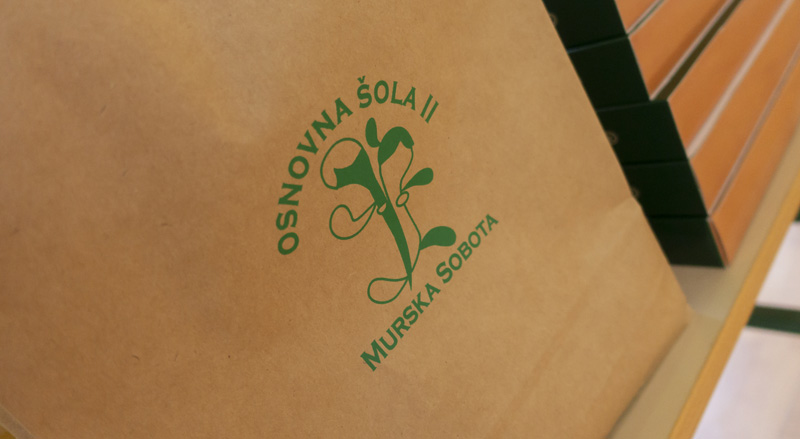 OSNOVNA ŠOLA II
MURSKA SOBOTA